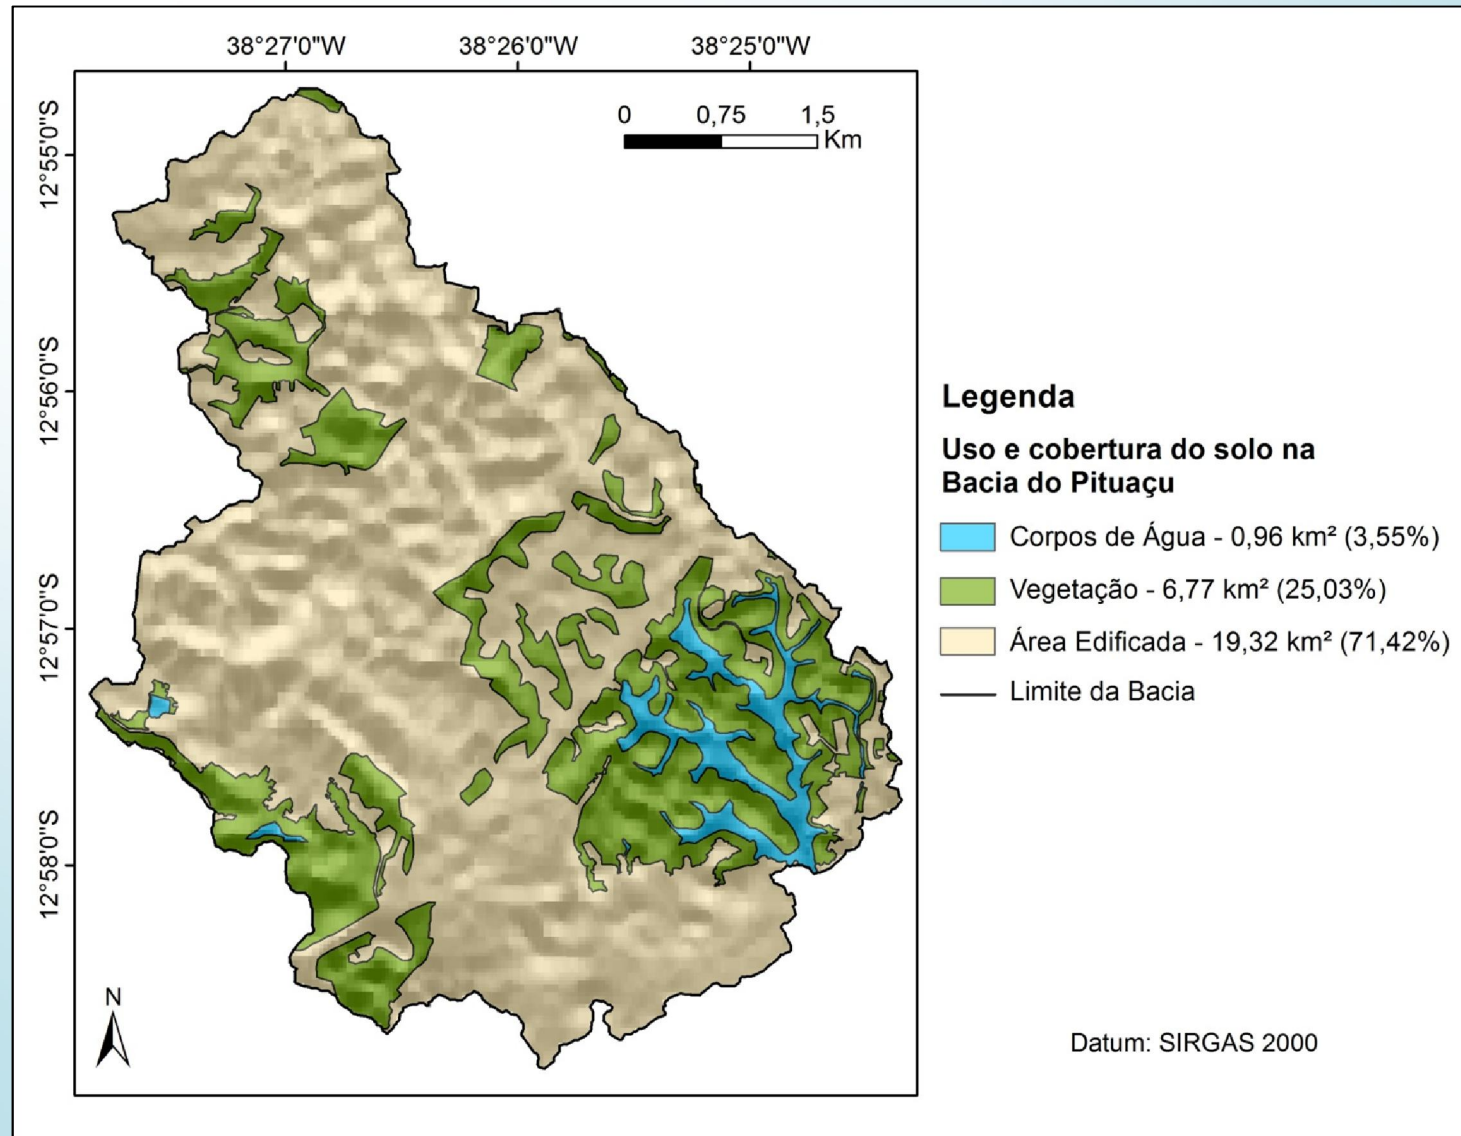 38°27'0"W 38°26'0"W 38°25'0"W
12°55'0"S
12°56'0"S
12°57'0"S
12°58'0"S
0 0,75 1,5
Km
Legenda
Uso e cobertura do solo na
Bacia do Pituaçu
Corpos de Água - 0,96 km² (3,55%)
Vegetação - 6,77 km² (25,03%)
Área Edificada - 19,32 km² (71,42%)
Limite da Bacia
N
Datum: SIRGAS 2000